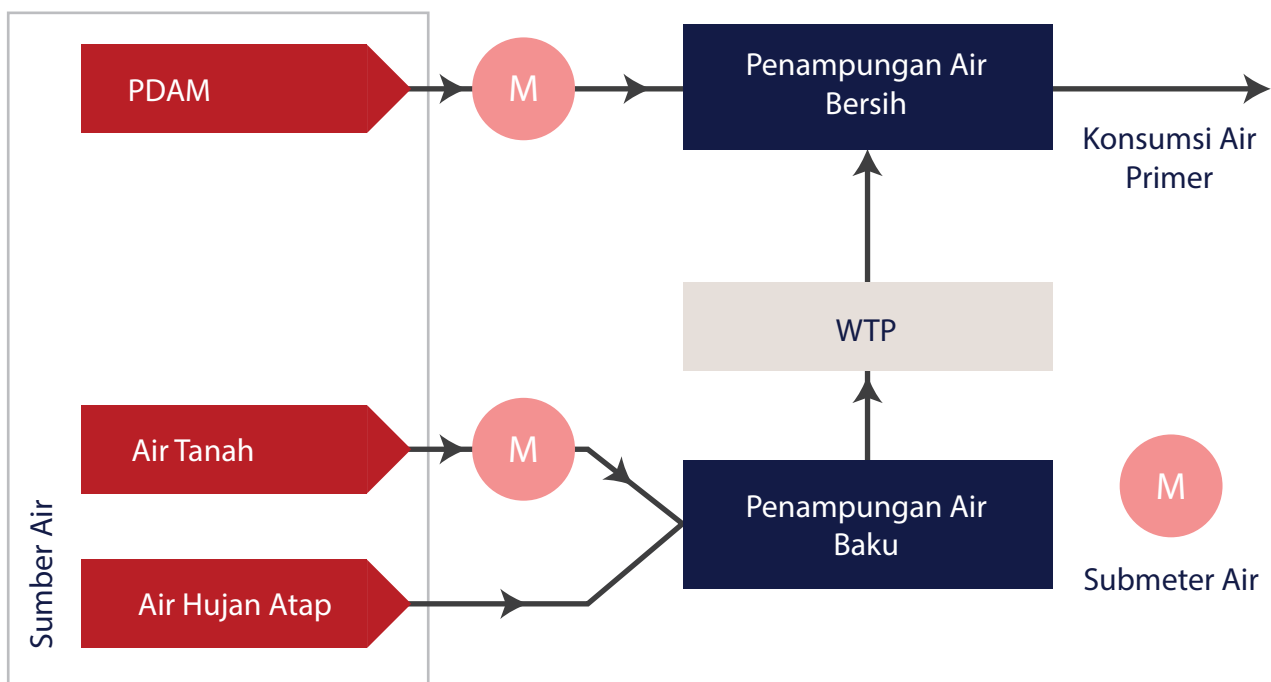 PDAM
M
Penampungan Air
Bersih
Konsumsi Air
Primer
WTP
Air Tanah
M
Penampungan Air
Baku
M
Submeter Air
Air Hujan Atap
Sumber Air